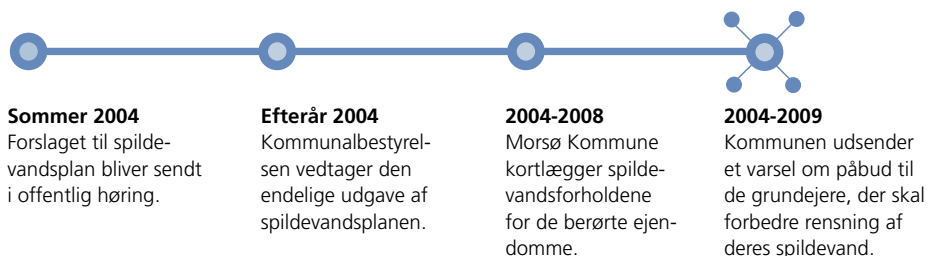 Sommer 2004
Forslaget til spilde-
vandsplan bliver sendt
i offentlig høring.
Efterår 2004
Kommunalbestyrel-
sen vedtager den
endelige udgave af
spildevandsplanen.
2004-2008
Morsø Kommune
kortlægger spilde-
vandsforholdene
for de berørte ejen-
domme.
2004-2009
Kommunen udsender
et varsel om påbud til
de grundejere, der skal
forbedre rensning af
deres spildevand.